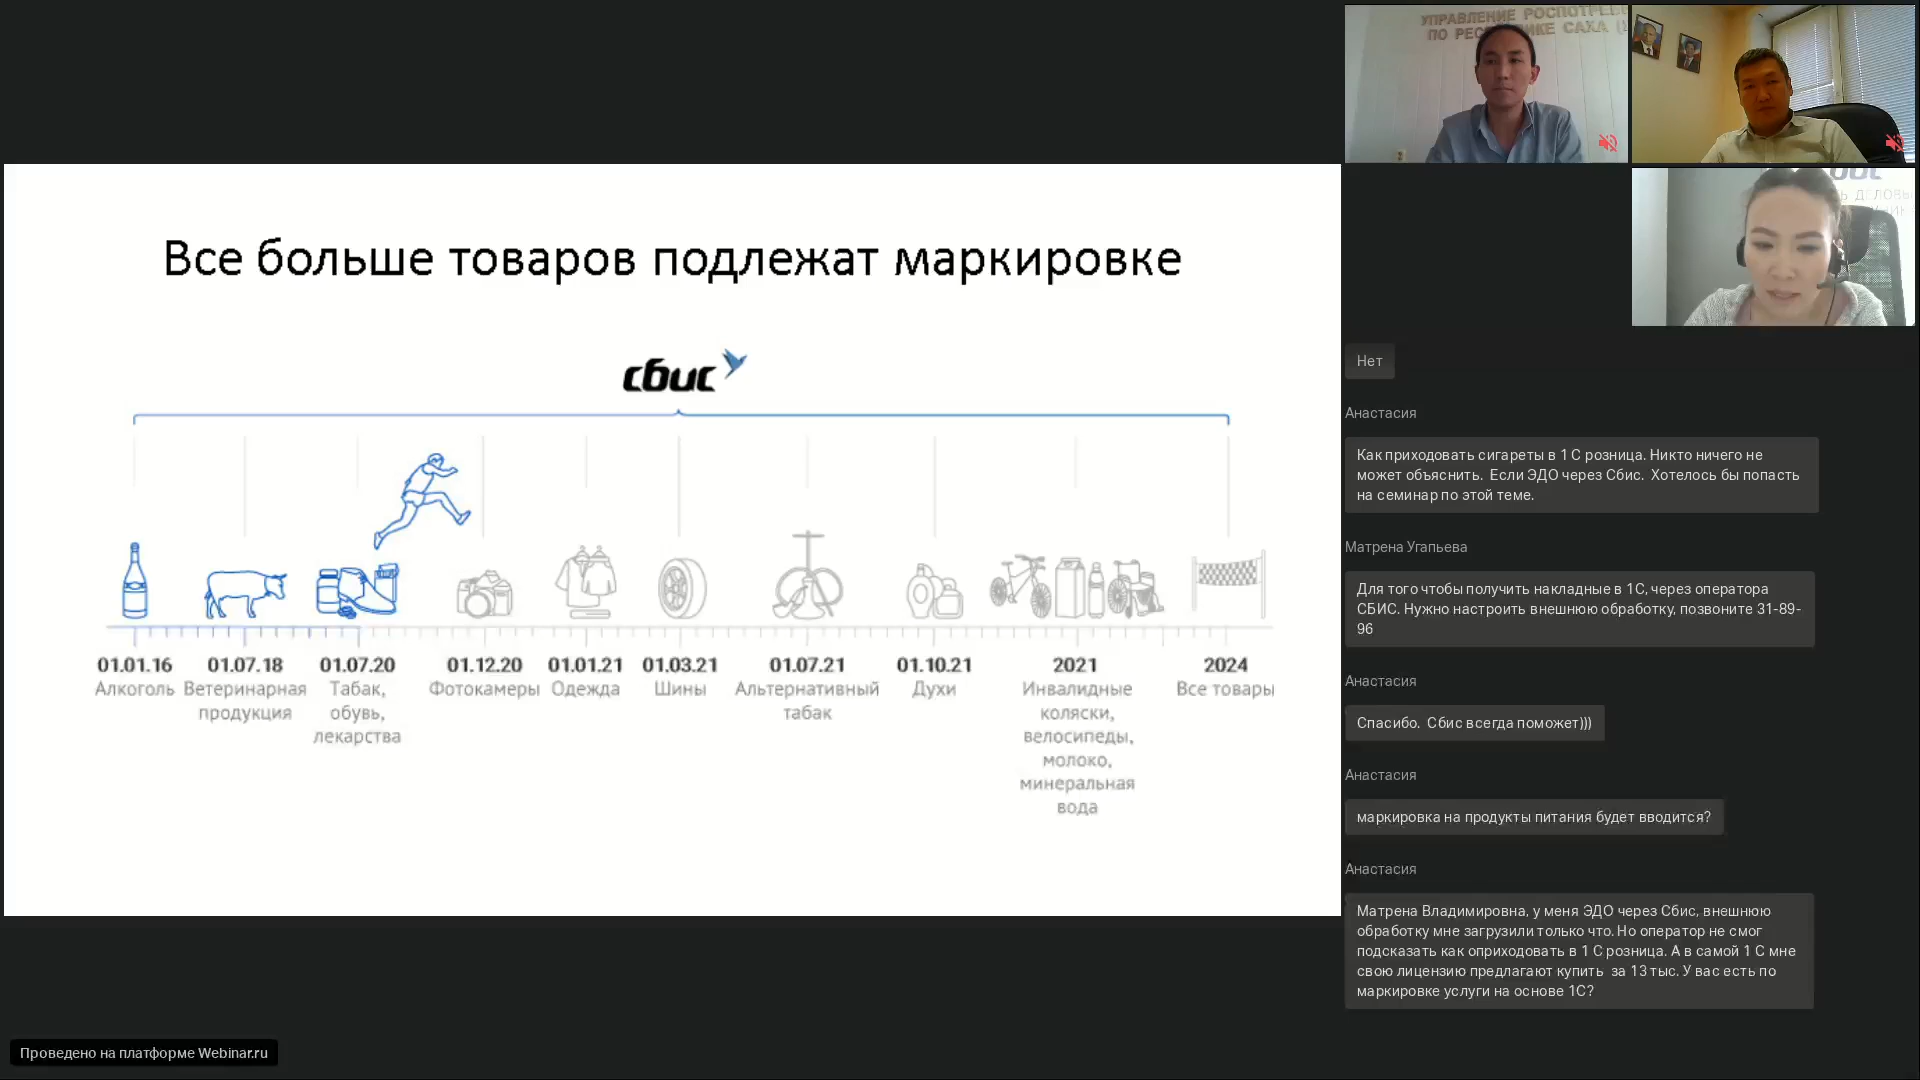 УПРАВЛЕНИЕ
ПО САХА
Все больше товаров подлежат маркировке
сбис
01.01.16
Алкоголь
01.07.18
Ветеринарная
продукция
01.07.20
Табак,
обувь,
лекарства
01.12.20
Фотокамеры
01.01.21
Одежда
01.03.21
Шины
01.07.21
Альтернативный
табак
01.10.21
Духи
2021
Инвалидные
коляски,
велосипеды,
молоко,
минеральная
вода
2024
Все товары
Нет
Анастасия
Как приходовать сигареты в 1 С розница. Никто ничего не
может объяснить. Если ЭДО через Сбис. Хотелось бы попасть
на семинар по этой теме.
Матрена Угапьева
Для того чтобы получить накладные в 1С, через оператора
СБИС. Нужно настроить внешнюю обработку, позвоните 31-89-
96
Анастасия
Спасибо. Сбис всегда поможет)))
Анастасия
маркировка на продукты питания будет вводится?
Анастасия
Матрена Владимировна, у меня ЭДО через Сбис, внешнюю
обработку мне загрузили только что. Но оператор не смог
подсказать как оприходовать в 1 С розница. А в самой 1 С мне
свою лицензию предлагают купить за 13 тыс. У вас есть по
маркировке услуги на основе 1С?
Проведено на платформе Webinar.ru